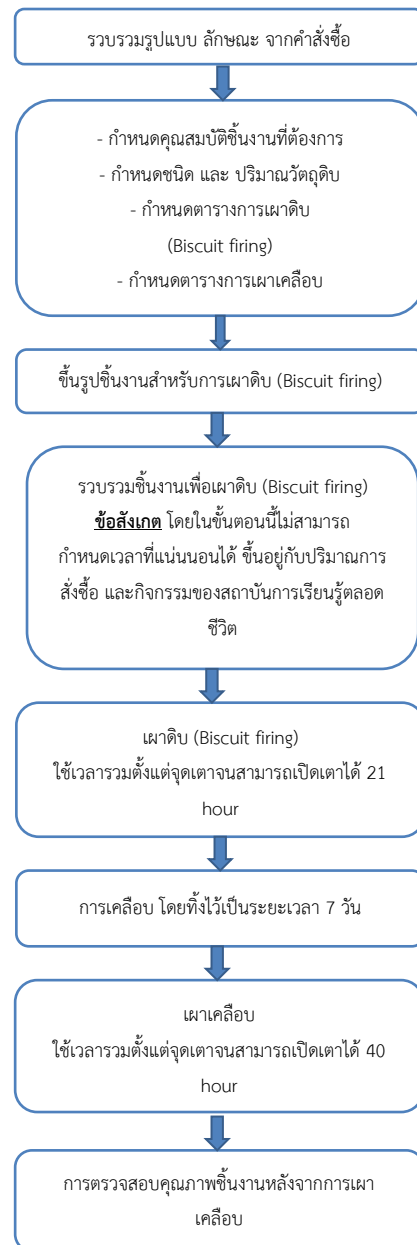 รวบรวมรูปแบบ ลักษณะ จากคำสั่งซื้อ
- กำหนดคุณสมบัติชิ้นงานที่ต้องการ
- กำหนดชนิด และ ปริมาณวัตถุดิบ
- กำหนดตารางการเผาดิบ
(Biscuit firing)
- กำหนดตารางการเผาเคลือบ
ขึ้นรูปชิ้นงานสำหรับการเผาดิบ (Biscuit firing)
รวบรวมชิ้นงานเพื่อเผาดิบ (Biscuit firing)
ข้อสังเกต โดยในขั้นตอนนี้ไม่สามารถ
กำหนดเวลาที่แน่นนอนได้ ขึ้นอยู่กับปริมาณการ
สั่งซื้อ และกิจกรรมของสถาบันการเรียนรู้ตลอด
ชีวิต
เผาดิบ (Biscuit firing)
ใช้เวลารวมตั้งแต่จุดเตาจนสามารถเปิดเตาได้ 21
hour
การเคลือบ โดยทิ้งไว้เป็นระยะเวลา 7 วัน
เผาเคลือบ
ใช้เวลารวมตั้งแต่จุดเตาจนสามารถเปิดเตาได้ 40
hour
การตรวจสอบคุณภาพชิ้นงานหลังจากการเผา
เคลือบ